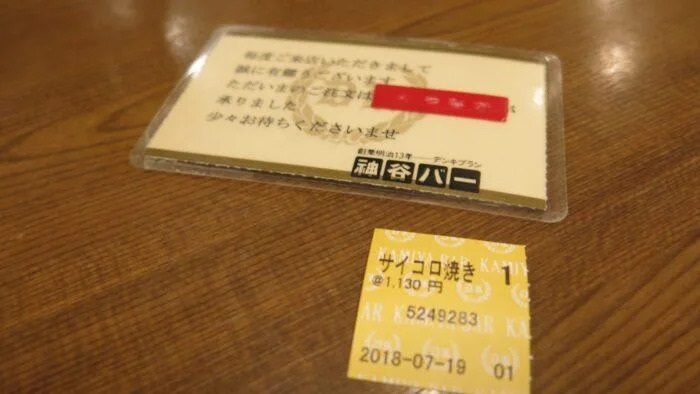 毎度ご来店いただきまして
誠に有難うございます
ただいまのご注文は
承りました
少々お待ちくださいませ
創業明治13年——デンキブラン
神谷バー
サイコロ焼き 1
@1,130円
5249283
2018-07-19 01
KAMIYA BAR